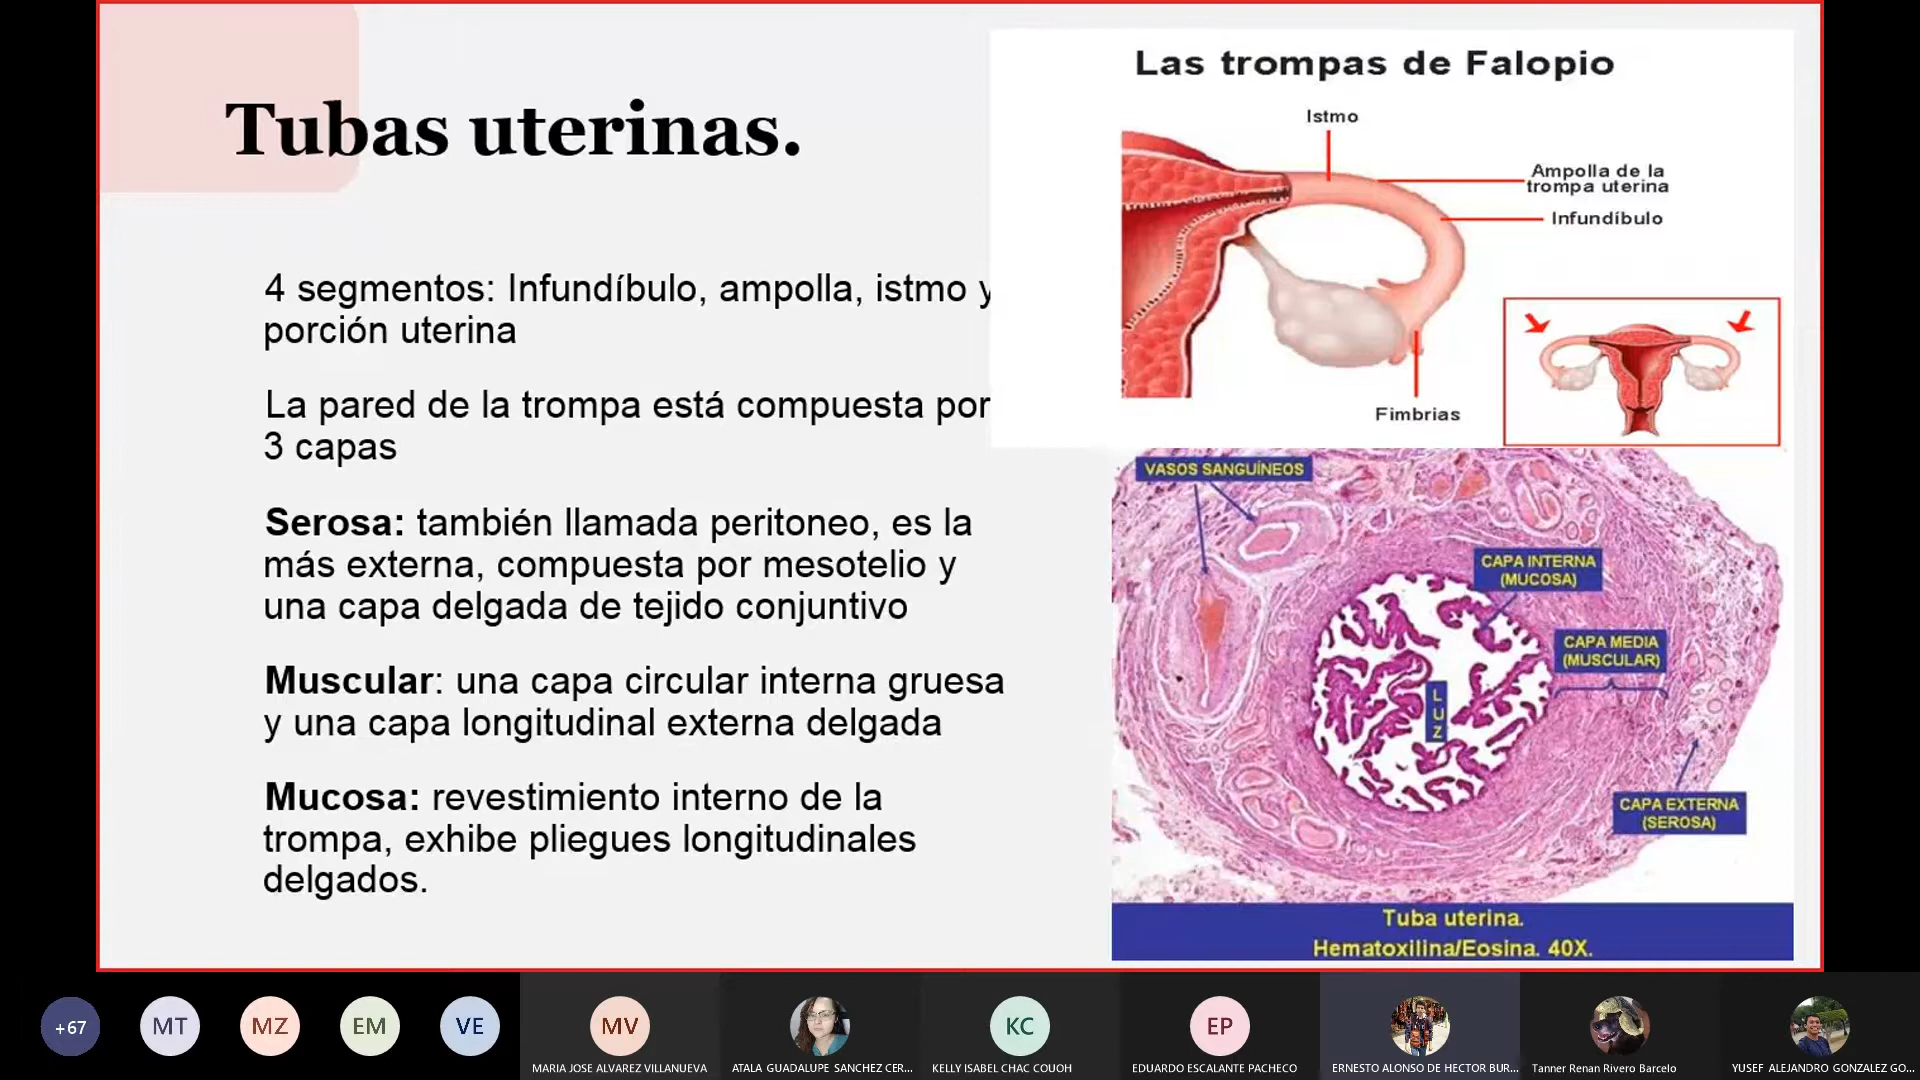 Tubas uterinas.
4 segmentos: Infundíbulo, ampolla, istmo y
porción uterina
La pared de la trompa está compuesta por
3 capas
Serosa: también llamada peritoneo, es la
más externa, compuesta por mesotelio y
una capa delgada de tejido conjuntivo
Muscular: una capa circular interna gruesa
y una capa longitudinal externa delgada
Mucosa: revestimiento interno de la
trompa, exhibe pliegues longitudinales
delgados.
Las trompas de Falopio
Istmo
Ampolla de la
trompa uterina
Infundíbulo
Fimbrias
VASOS SANGUÍNEOS
CAPA INTERNA
(MUCOSA)
CAPA MEDIA
(MUSCULAR)
LUZ
CAPA EXTERNA
(SEROSA)
Tuba uterina.
Hematoxilina/Eosina. 40X.
+67
MT
MZ
EM
VE
MV
KC
EP
MARIA JOSE ALVAREZ VILLANUEVA
ATALA GUADALUPE SANCHEZ CER...
KELLY ISABEL CHAC COUOH
EDUARDO ESCALANTE PACHECO
ERNESTO ALONSO DE HECTOR BUR...
Tanner Renan Rivero Barcelo
YUSEF ALEJANDRO GONZALEZ GO...